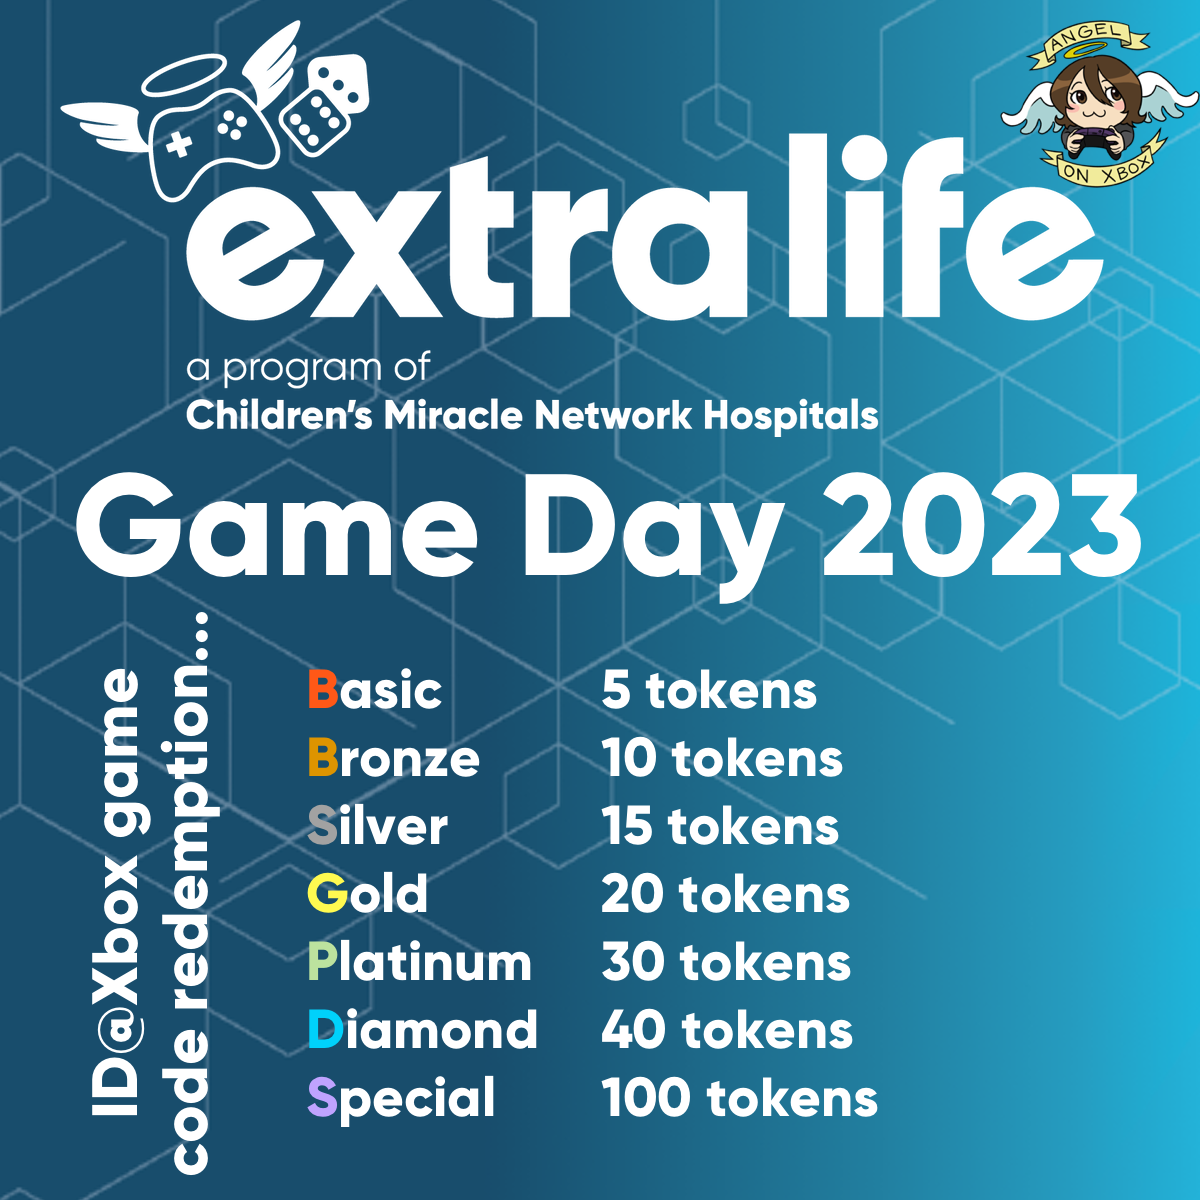 ANGEL
ON XBOX
extra life
a program of
Children's Miracle Network Hospitals
Game Day 2023
ID@Xbox game
code redemption...
Basic 5 tokens
Bronze 10 tokens
Silver 15 tokens
Gold 20 tokens
Platinum 30 tokens
Diamond 40 tokens
Special 100 tokens